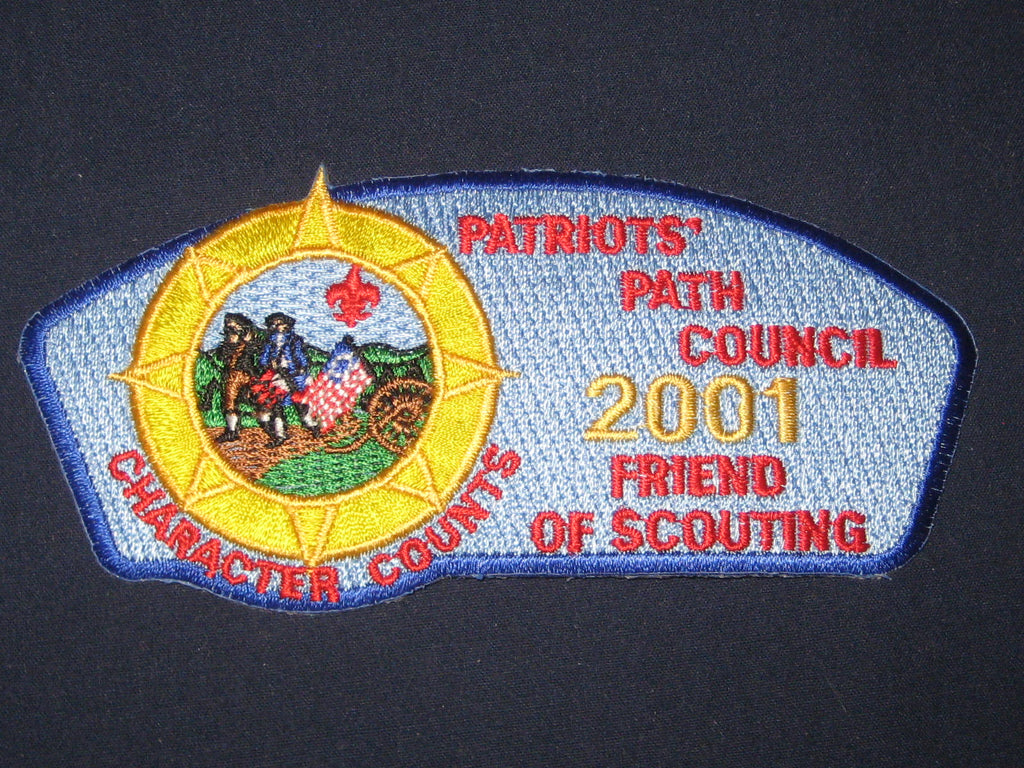 PATRIOTS'
PATH
COUNCIL
2001
FRIEND
OF SCOUTING
CHARACTER COUNTS